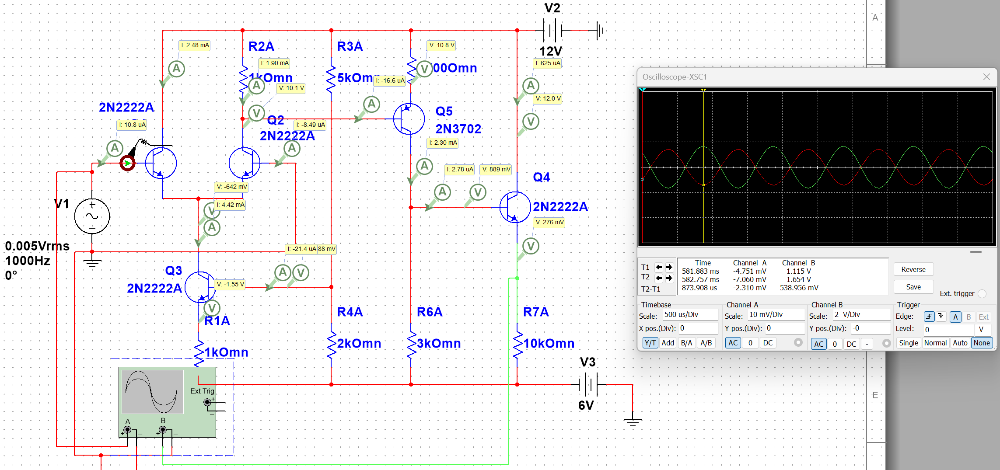 V2
12V
A
R2A
1kOmn
R3A
5kOmn
00Omn
I: 2.48 mA
I: 1.90 mA
V: 10.1 V
V: 10.8 V
I: -16.6 uA
I: 625 uA
V: 12.0 V
2N2222A
I: 10.8 uA
Q2
2N2222A
I: -8.49 uA
Q5
2N3702
I: 2.30 mA
I: 2.78 uA
V: 889 mV
Q4
2N2222A
V: 276 mV
V: -642 mV
I: 4.42 mA
V1
0.005Vrms
1000Hz
0°
I: -21.4 uA
88 mV
Q3
2N2222A
V: -1.55 V
R1A
1kOmn
R4A
2kOmn
R6A
3kOmn
R7A
10kOmn
V3
6V
E
Ext Trig
A
B
Oscilloscope-XSC1
T1
T2
T2-T1
Time Channel_A Channel_B
581.883 ms -4.751 mV 1.115 V
582.757 ms -7.060 mV 1.654 V
873.908 us -2.310 mV 538.956 mV
Reverse
Save
Ext. trigger
Timebase
Scale: 500 us/Div
X pos.(Div): 0
Y/T Add B/A A/B
Channel A
Scale: 10 mV/Div
Y pos.(Div): 0
AC 0 DC
Channel B
Scale: 2 V/Div
Y pos.(Div): -0
AC 0 DC -
Trigger
Edge: A B Ext
Level: 0 V
Single Normal Auto None